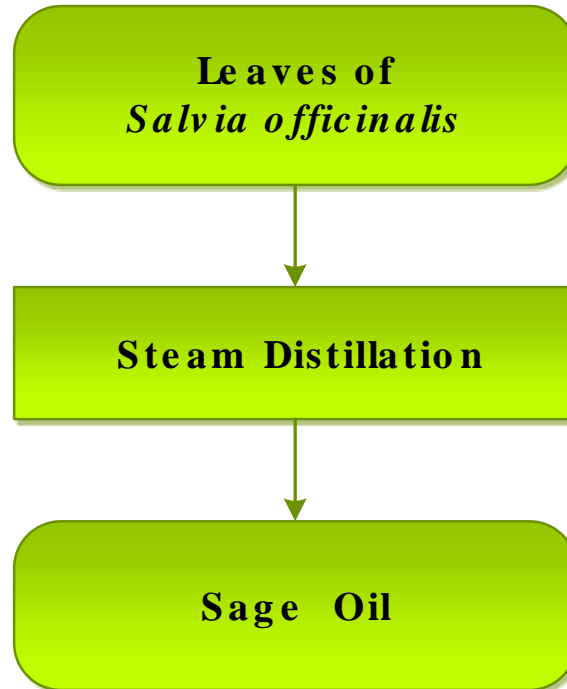 Leaves of
Salvia officinalis
Steam Distillation
Sage Oil